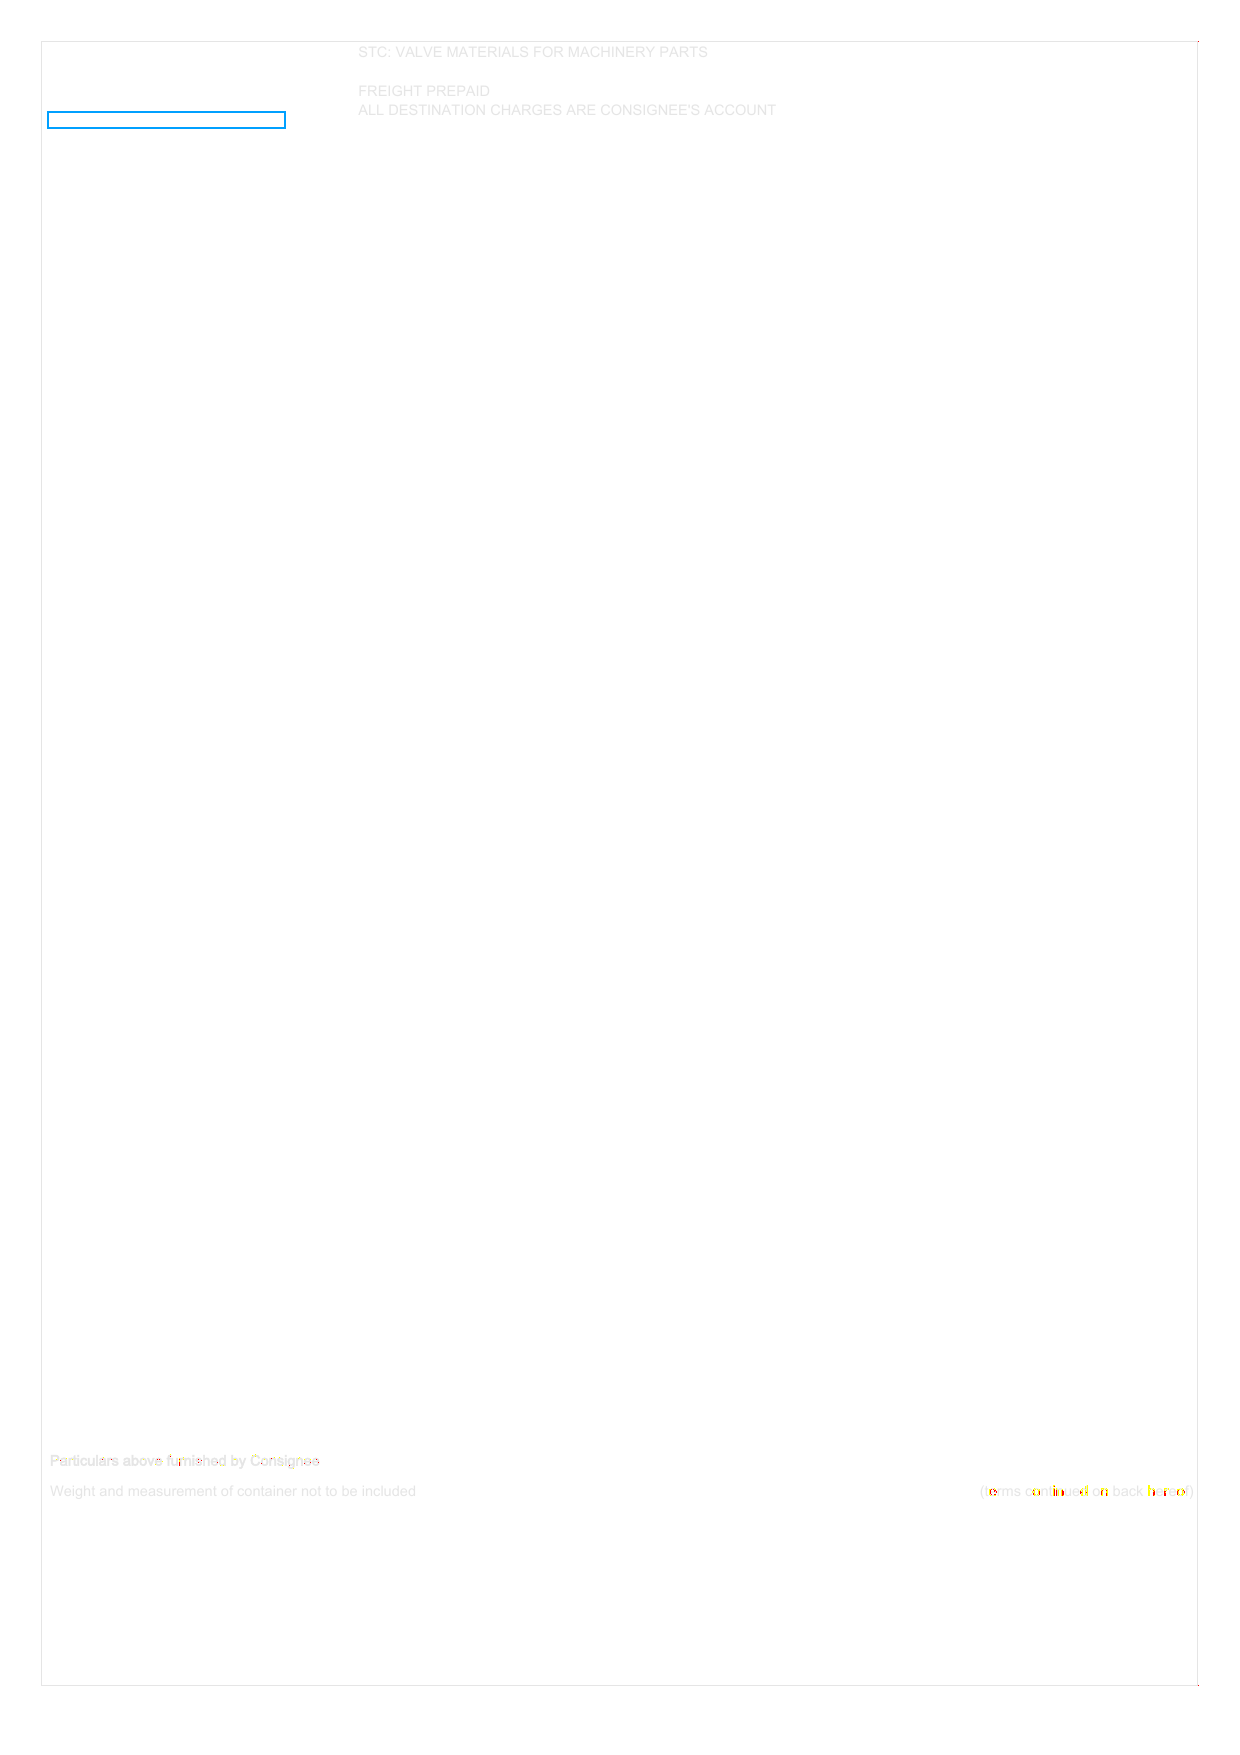 STC: VALVE MATERIALS FOR MACHINERY PARTS
FREIGHT PREPAID
ALL DESTINATION CHARGES ARE CONSIGNEE'S ACCOUNT
Particulars above furnished by Consignee
Weight and measurement of container not to be included (terms continued on back hereof)